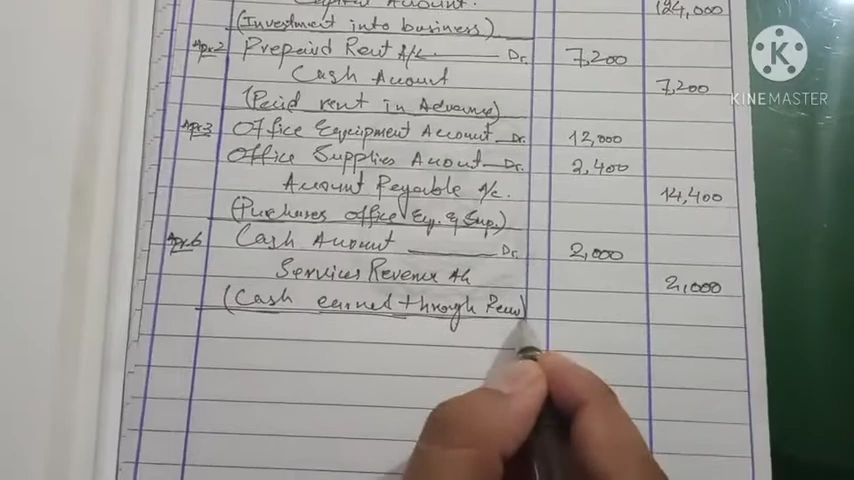 Capital Account. 124,000
(Investment into business)
Apr 2 Prepaid Rent A/c Dr. 7,200
Cash Account 7,200
(Paid rent in Advance)
Apr 3 Office Equipment Account Dr. 12,000
Office Supplies Acount Dr. 2,400
Account Payable A/c. 14,400
(Purchases office Eq. & Sup.)
Apr. 6 Cash Account Dr. 2,000
Services Revenue A/c 2,000
(Cash earned through Reve)
K
KINEMASTER